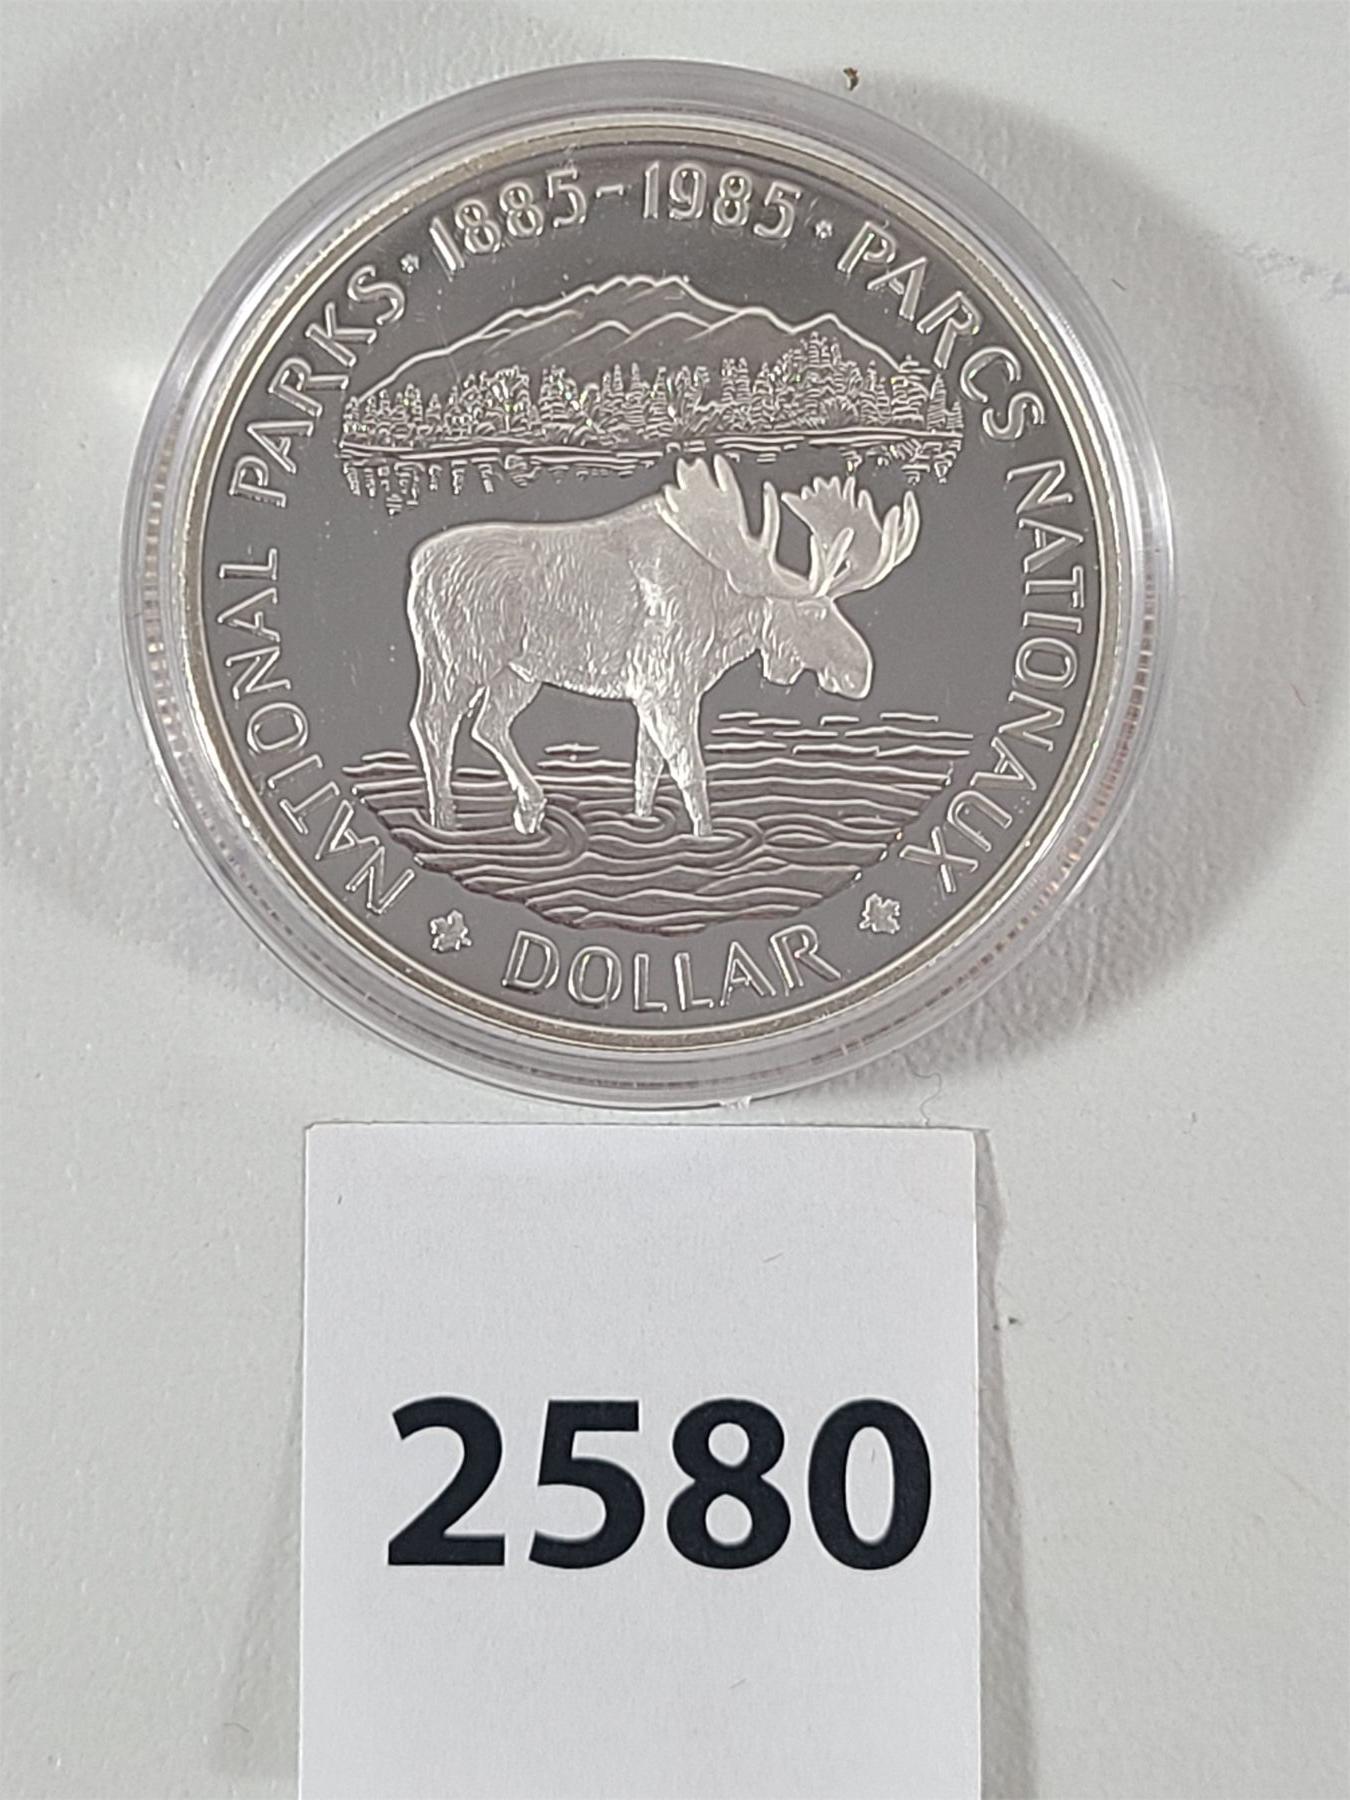 NATIONAL PARKS · 1885-1985 · PARCS NATIONAUX
DOLLAR
2580